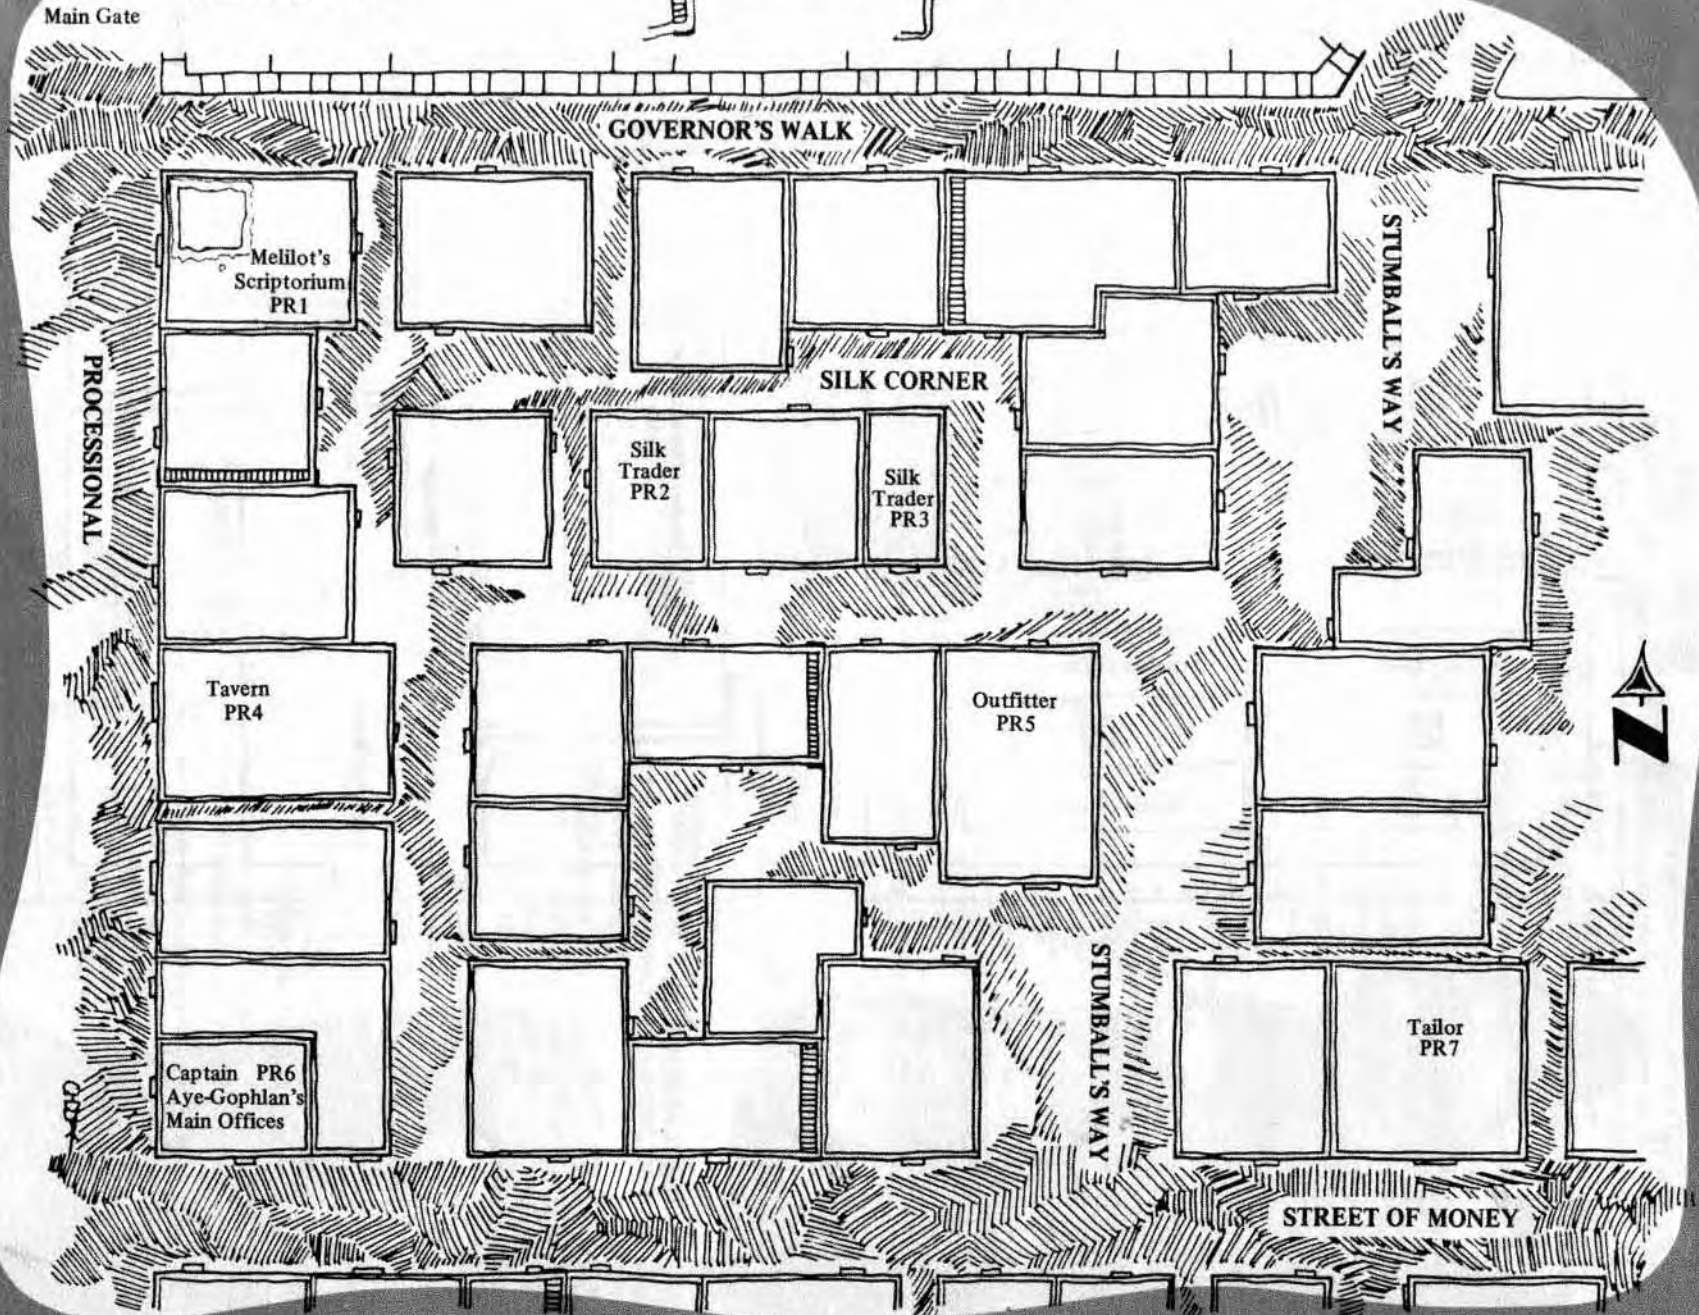 Main Gate
GOVERNOR'S WALK
Melilot's
Scriptorium
PR1
STUMBALL'S WAY
PROCESSIONAL
SILK CORNER
Silk
Trader
PR2
Silk
Trader
PR3
Tavern
PR4
Outfitter
PR5
N
STUMBALL'S WAY
Captain PR6
Aye-Gophlan's
Main Offices
Tailor
PR7
STREET OF MONEY